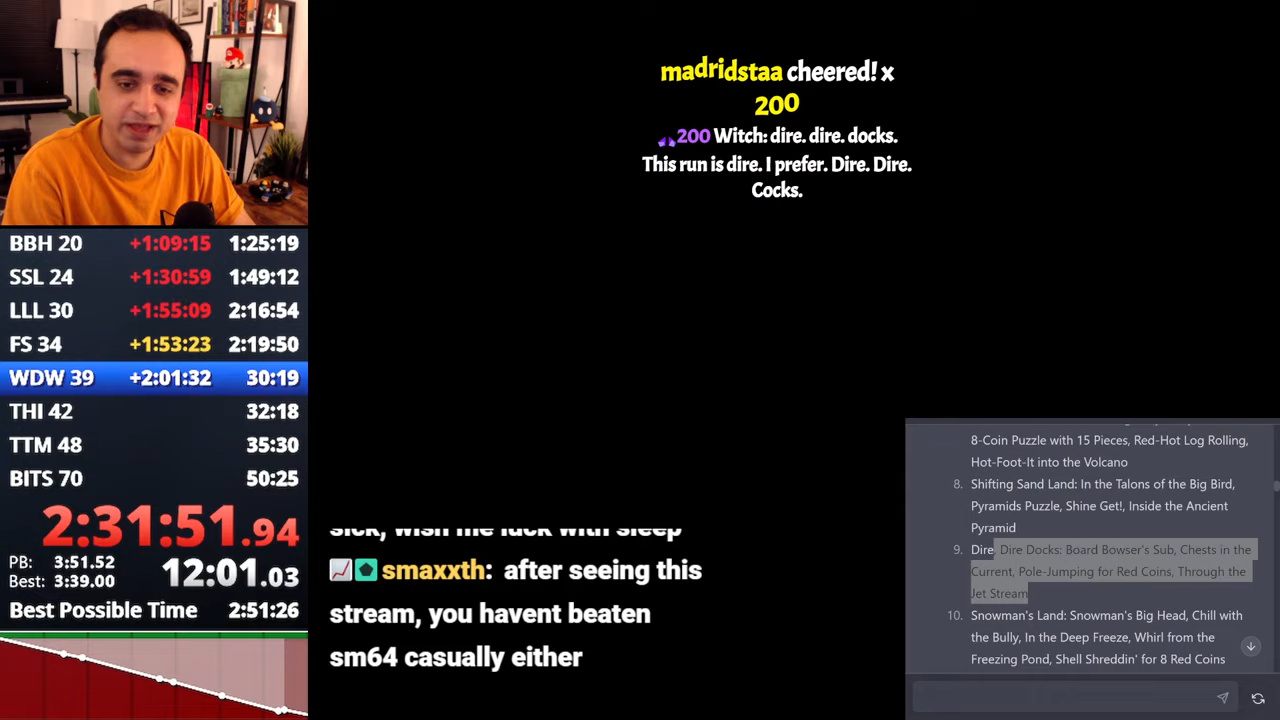 madridstaa cheered! x
200
200 Witch: dire. dire. docks.
This run is dire. I prefer. Dire. Dire.
Cocks.
BBH 20 +1:09:15 1:25:19
SSL 24 +1:30:59 1:49:12
LLL 30 +1:55:09 2:16:54
FS 34 +1:53:23 2:19:50
WDW 39 +2:01:32 30:19
THI 42 32:18
TTM 48 35:30
BITS 70 50:25
2:31:51.94
PB: 3:51.52
Best: 3:39.00
12:01.03
Best Possible Time 2:51:26
sick, wish me luck with sleep
smaxxth: after seeing this
stream, you havent beaten
sm64 casually either
8-Coin Puzzle with 15 Pieces, Red-Hot Log Rolling,
Hot-Foot-It into the Volcano
8. Shifting Sand Land: In the Talons of the Big Bird,
Pyramids Puzzle, Shine Get!, Inside the Ancient
Pyramid
9. Dire, Dire Docks: Board Bowser's Sub, Chests in the
Current, Pole-Jumping for Red Coins, Through the
Jet Stream
10. Snowman's Land: Snowman's Big Head, Chill with
the Bully, In the Deep Freeze, Whirl from the
Freezing Pond, Shell Shreddin' for 8 Red Coins